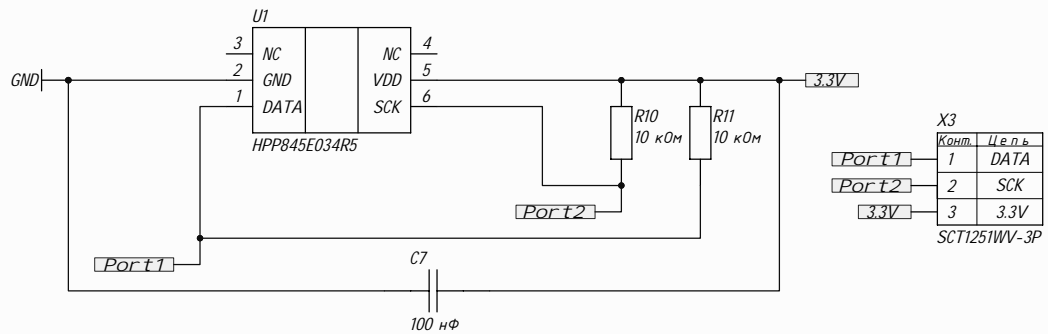 U1
3 NC NC 4
GND 2 GND VDD 5 3.3V
1 DATA SCK 6
HPP845E034R5
R10
10 кОм
R11
10 кОм
Port2
Port1
C7
100 нФ
X3
Конт. Цепь
Port1 1 DATA
Port2 2 SCK
3.3V 3 3.3V
SCT1251WV-3P